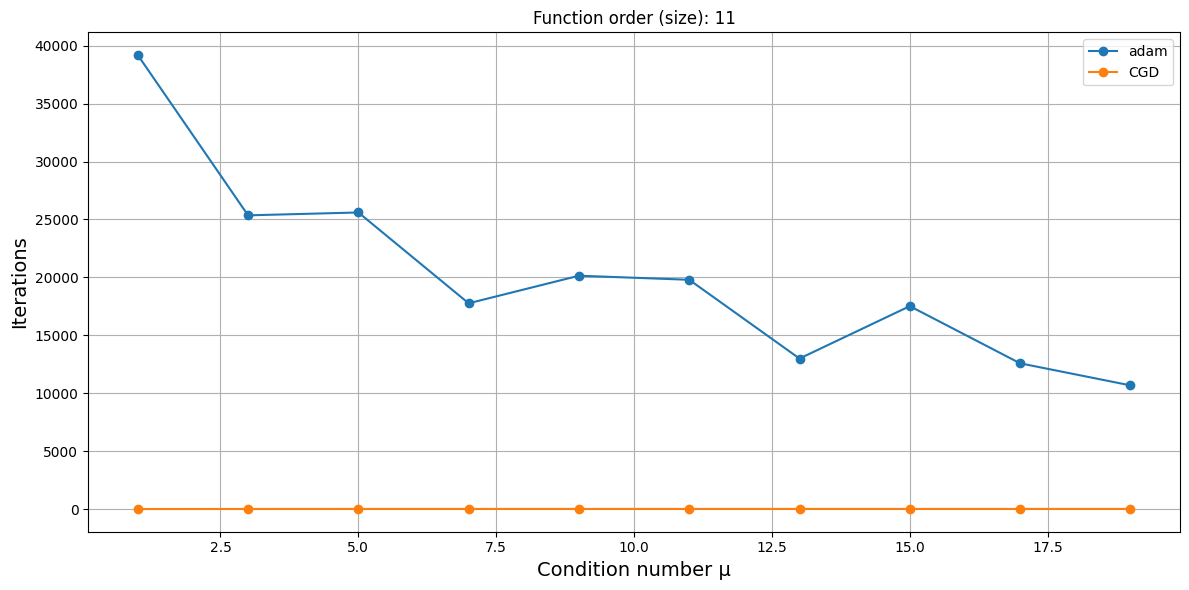 Function order (size): 11
adam
CGD
40000
35000
30000
25000
20000
15000
10000
5000
0
Iterations
2.5 5.0 7.5 10.0 12.5 15.0 17.5
Condition number μ